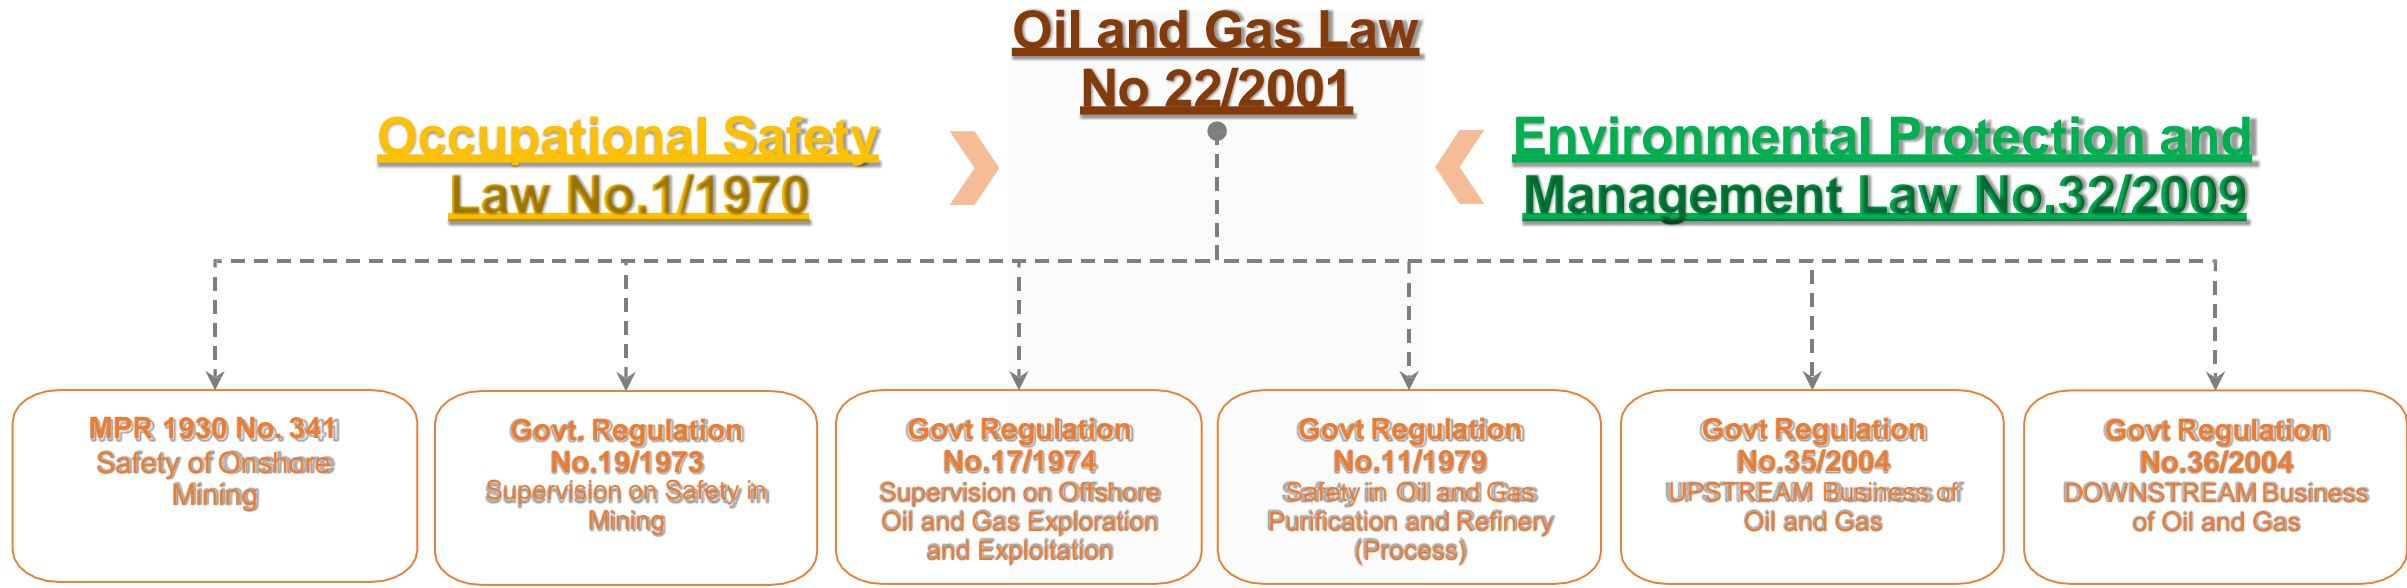 Oil and Gas Law
No 22/2001
Occupational Safety
Law No.1/1970
Environmental Protection and
Management Law No.32/2009
MPR 1930 No. 341
Safety of Onshore
Mining
Govt. Regulation
No.19/1973
Supervision on Safety in
Mining
Govt Regulation
No.17/1974
Supervision on Offshore
Oil and Gas Exploration
and Exploitation
Govt Regulation
No.11/1979
Safety in Oil and Gas
Purification and Refinery
(Process)
Govt Regulation
No.35/2004
UPSTREAM Business of
Oil and Gas
Govt Regulation
No.36/2004
DOWNSTREAM Business
of Oil and Gas